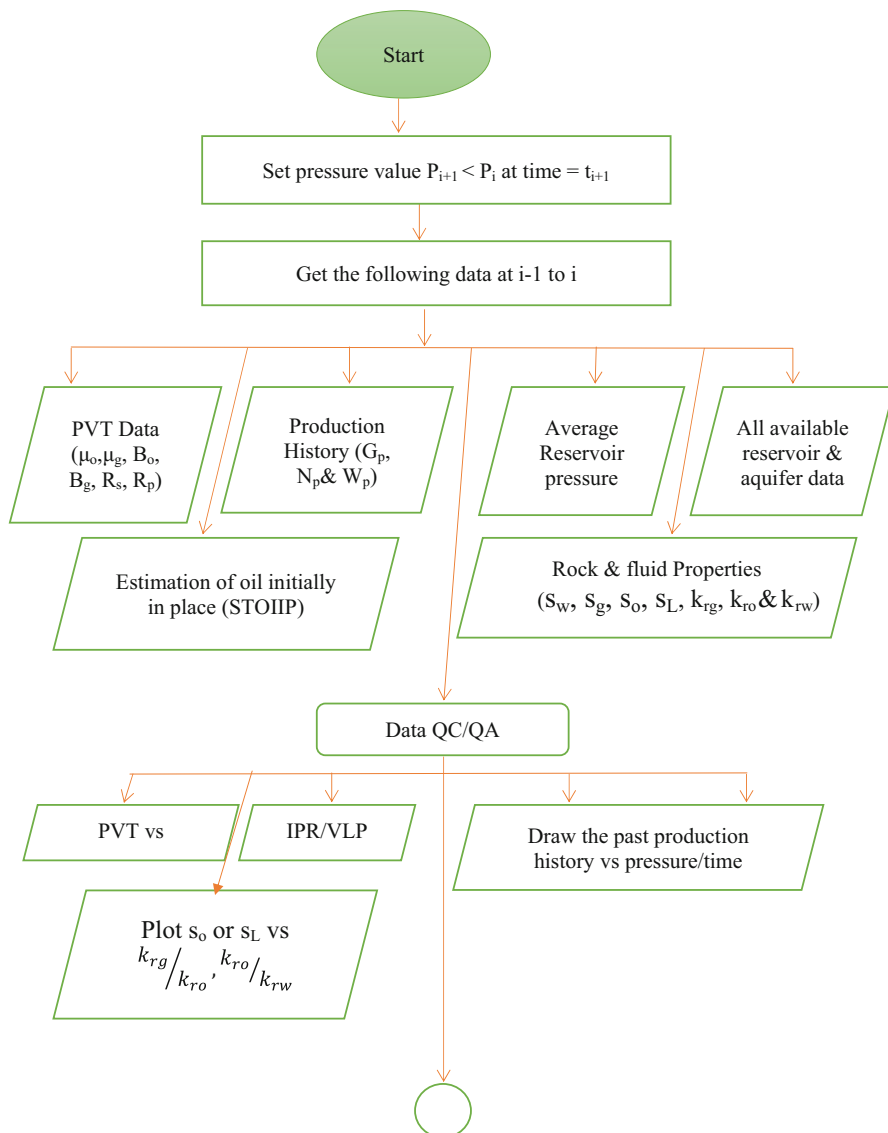 Start
Set pressure value Pᵢ₊₁ < Pᵢ at time = tᵢ₊₁
Get the following data at i-1 to i
PVT Data
(μₒ,μg, Bₒ,
Bg, Rₛ, Rₚ)
Production
History (Gₚ,
Nₚ& Wₚ)
Average
Reservoir
pressure
All available
reservoir &
aquifer data
Estimation of oil initially
in place (STOIIP)
Rock & fluid Properties
(sw, sg, sₒ, sL, krg, krₒ& krw)
Data QC/QA
PVT vs
IPR/VLP
Draw the past production
history vs pressure/time
Plot sₒ or sL vs
krg/krₒ, krₒ/krw